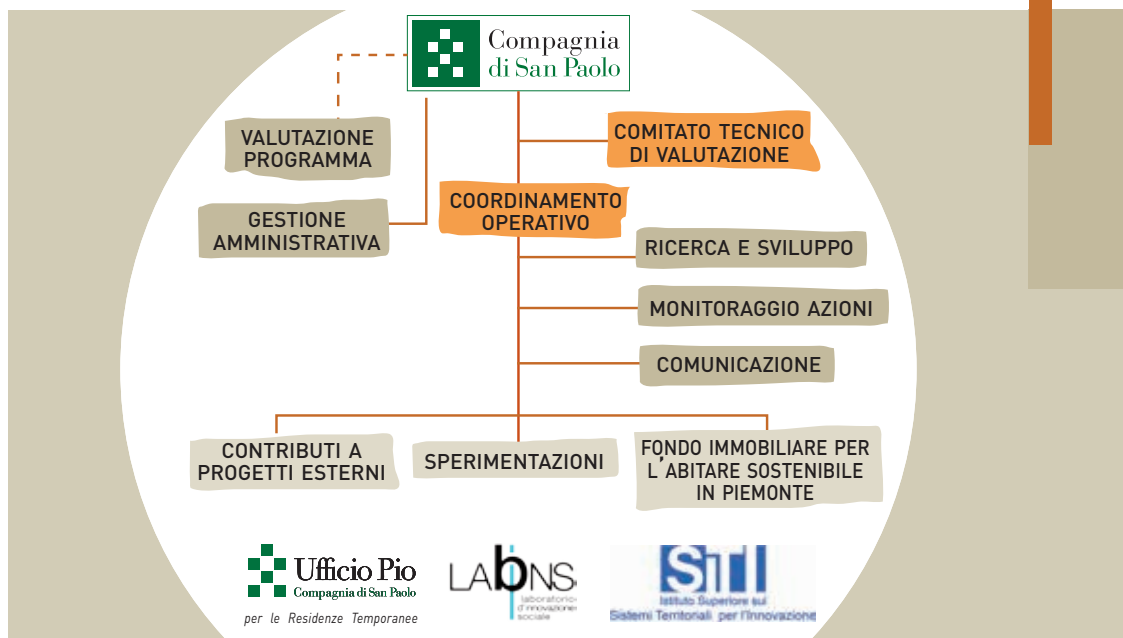 Compagnia
di San Paolo
VALUTAZIONE
PROGRAMMA
COMITATO TECNICO
DI VALUTAZIONE
GESTIONE
AMMINISTRATIVA
COORDINAMENTO
OPERATIVO
RICERCA E SVILUPPO
MONITORAGGIO AZIONI
COMUNICAZIONE
CONTRIBUTI A
PROGETTI ESTERNI
SPERIMENTAZIONI
FONDO IMMOBILIARE PER
L'ABITARE SOSTENIBILE
IN PIEMONTE
Ufficio Pio
Compagnia di San Paolo
per le Residenze Temporanee
LABINS
laboratorio
d'innovazione
sociale
SiTI
Istituto Superiore sui
Sistemi Territoriali per l'Innovazione